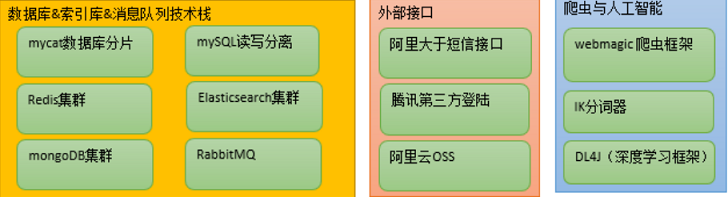 数据库&索引库&消息队列技术栈
mycat数据库分片
mySQL读写分离
Redis集群
Elasticsearch集群
mongoDB集群
RabbitMQ
外部接口
阿里大于短信接口
腾讯第三方登陆
阿里云OSS
爬虫与人工智能
webmagic 爬虫框架
IK分词器
DL4J（深度学习框架）